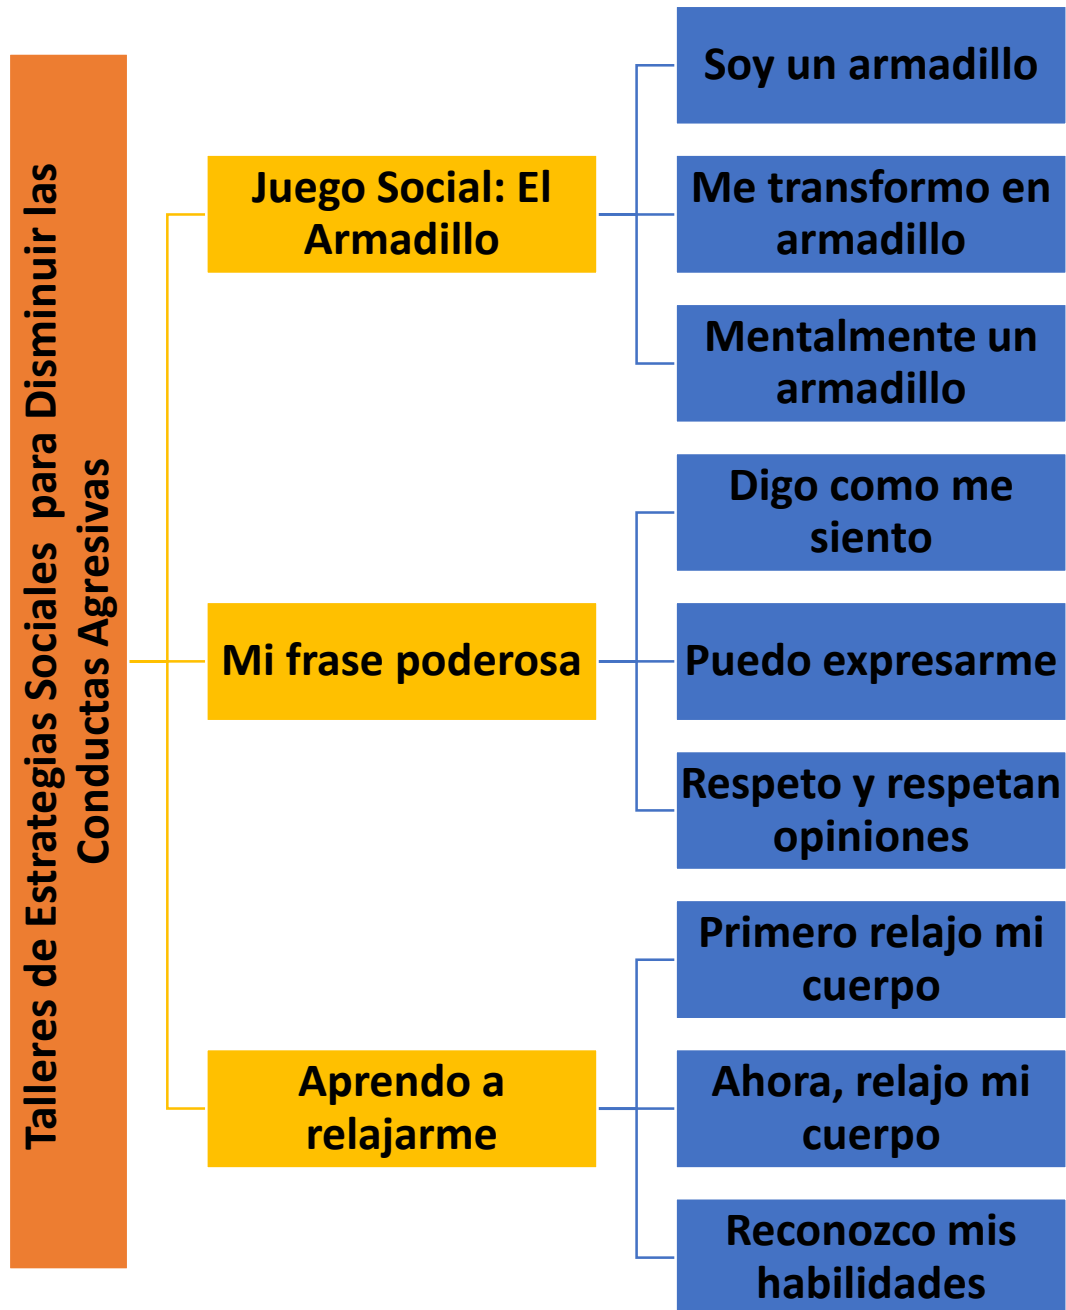 Talleres de Estrategias Sociales  para Disminuir las
Conductas Agresivas
Juego Social: El
Armadillo
Soy un armadillo
Me transformo en
armadillo
Mentalmente un
armadillo
Mi frase poderosa
Digo como me
siento
Puedo expresarme
Respeto y respetan
opiniones
Aprendo a
relajarme
Primero relajo mi
cuerpo
Ahora, relajo mi
cuerpo
Reconozco mis
habilidades